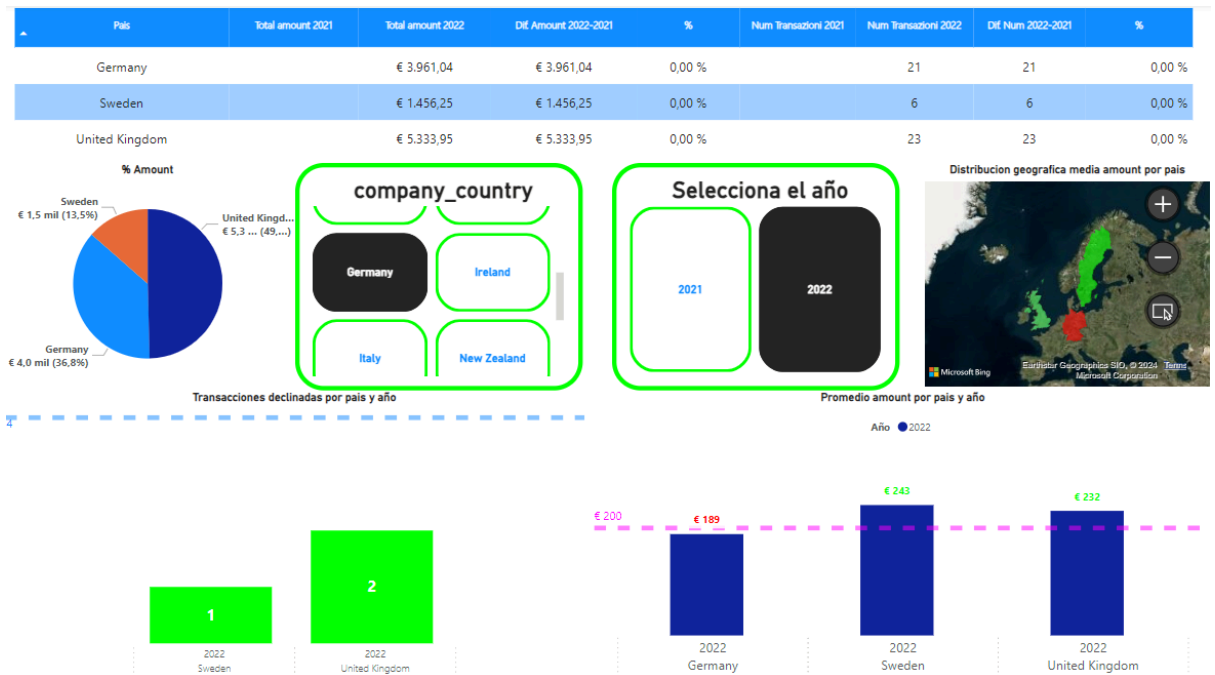 Pais Total amount 2021 Total amount 2022 Dif. Amount 2022-2021 % Num Transazioni 2021 Num Transazioni 2022 Dif. Num 2022-2021 %
Germany € 3.961,04 € 3.961,04 0,00 % 21 21 0,00 %
Sweden € 1.456,25 € 1.456,25 0,00 % 6 6 0,00 %
United Kingdom € 5.333,95 € 5.333,95 0,00 % 23 23 0,00 %
% Amount
Sweden
€ 1,5 mil (13,5%)
United Kingd...
€ 5,3 ... (49,...)
Germany
€ 4,0 mil (36,8%)
company_country
Germany Ireland
Italy New Zealand
Selecciona el año
2021 2022
Distribucion geografica media amount por pais
Microsoft Bing
Earthstar Geographics SIO, © 2024 Terms
Microsoft Corporation
Transacciones declinadas por pais y año
4
1
2
2022 2022
Sweden United Kingdom
Promedio amount por pais y año
Año 2022
€ 200
€ 189
€ 243
€ 232
2022 2022 2022
Germany Sweden United Kingdom